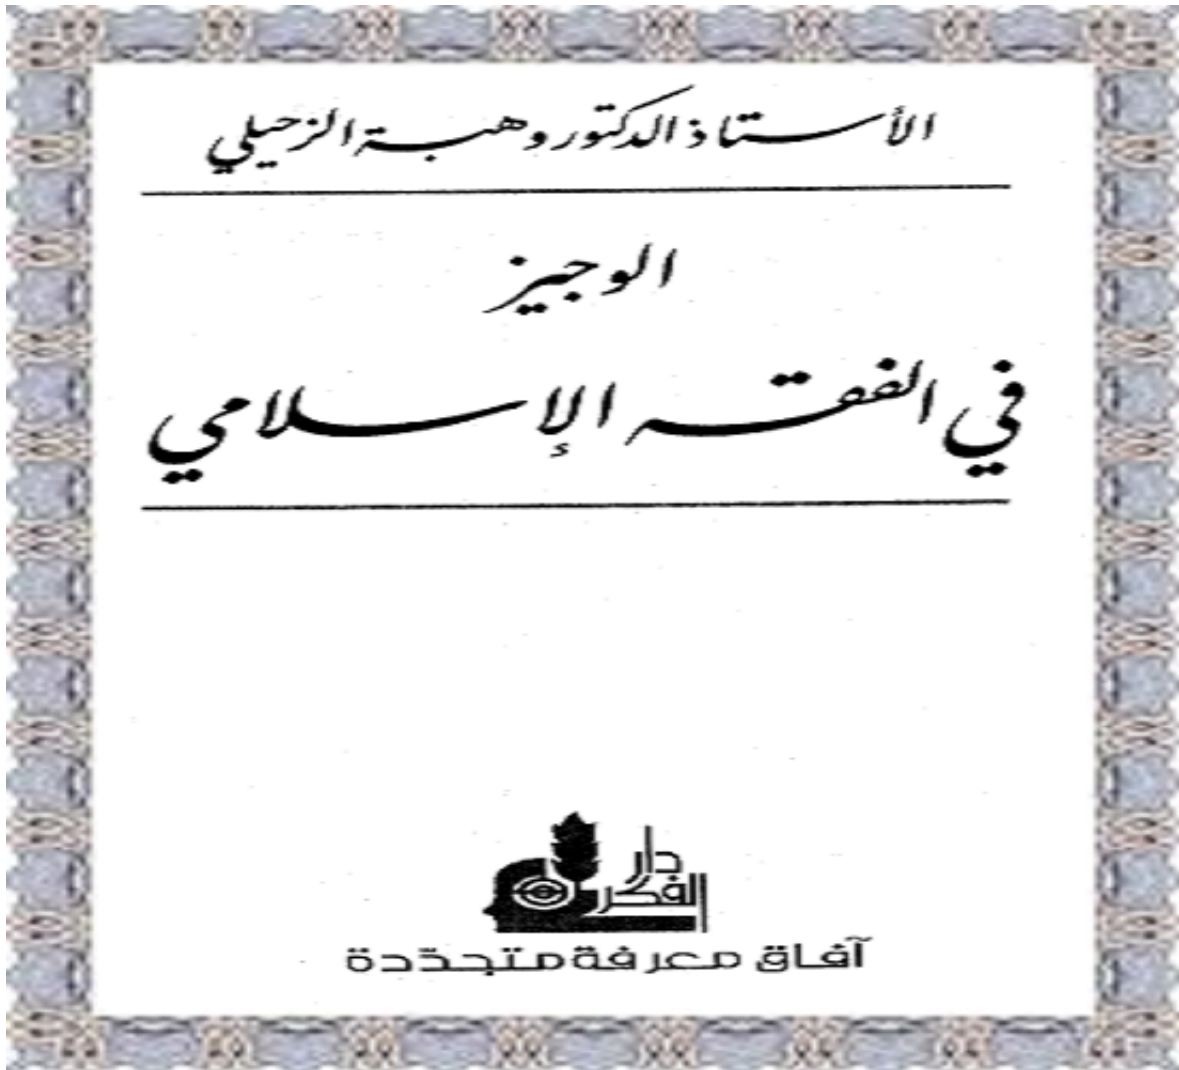 الأستاذ الدكتور وهبة الزحيلي
الوجيز
في الفقه الإسلامي
دار
الفكر
آفاق معرفة متجددة